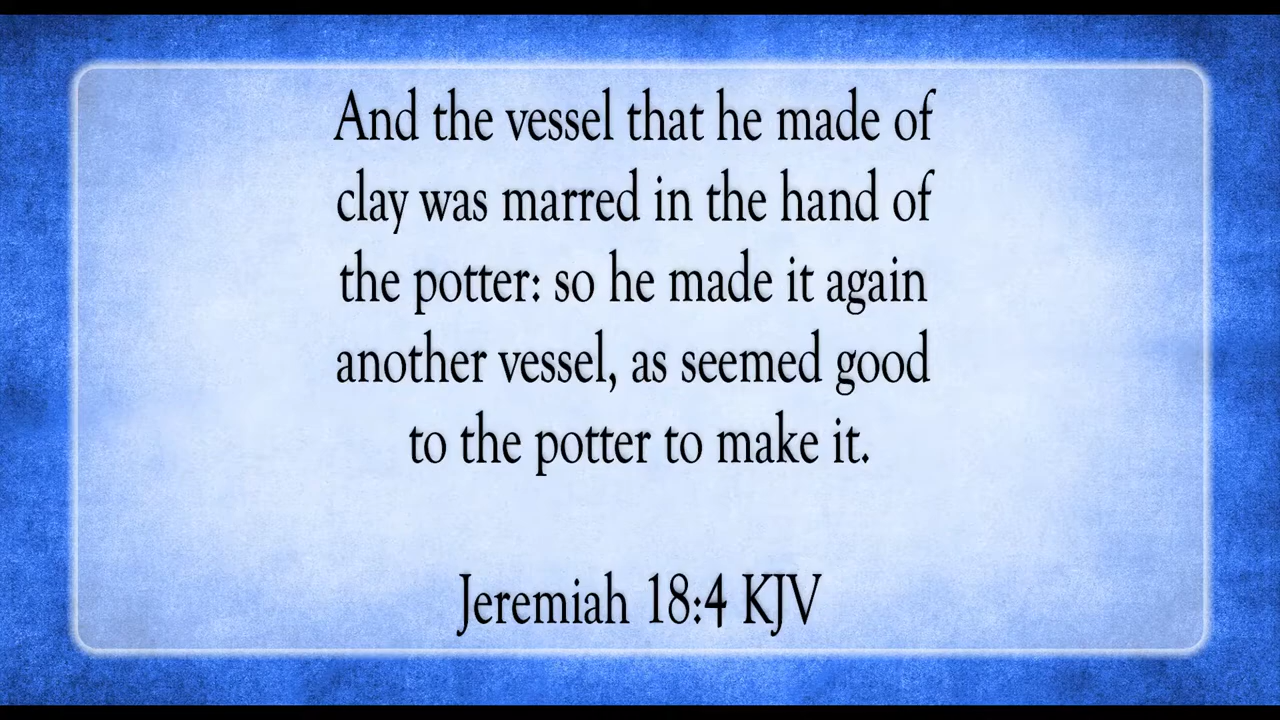 And the vessel that he made of
clay was marred in the hand of
the potter: so he made it again
another vessel, as seemed good
to the potter to make it.
Jeremiah 18:4 KJV